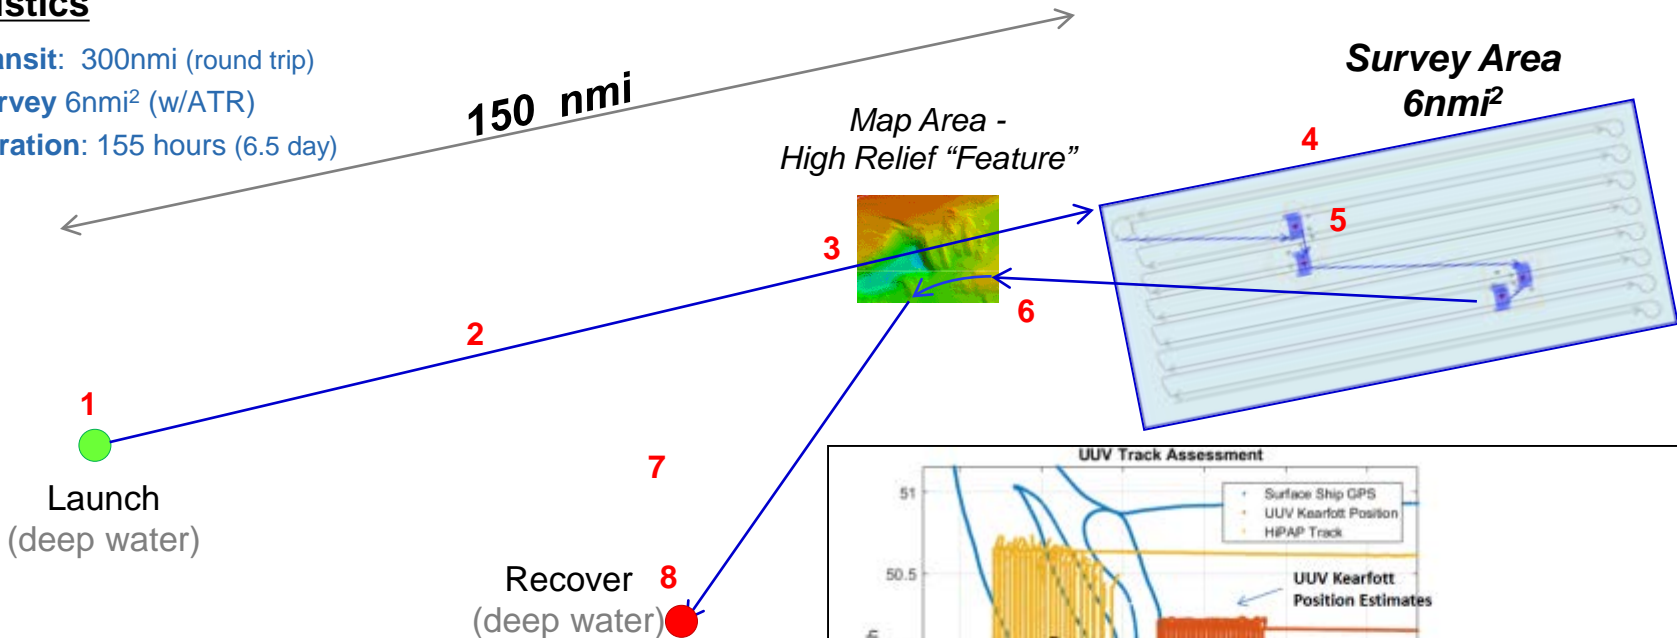 istics
ansit: 300nmi (round trip)
rvey 6nmi² (w/ATR)
ration: 155 hours (6.5 day)
150 nmi
Map Area -
High Relief “Feature”
Survey Area
6nmi²
4
5
3
6
2
1
Launch
(deep water)
7
Recover 8
(deep water)
UUV Track Assessment
51
50.5
Surface Ship GPS
UUV Kearfott Position
HiPAP Track
UUV Kearfott
Position Estimates